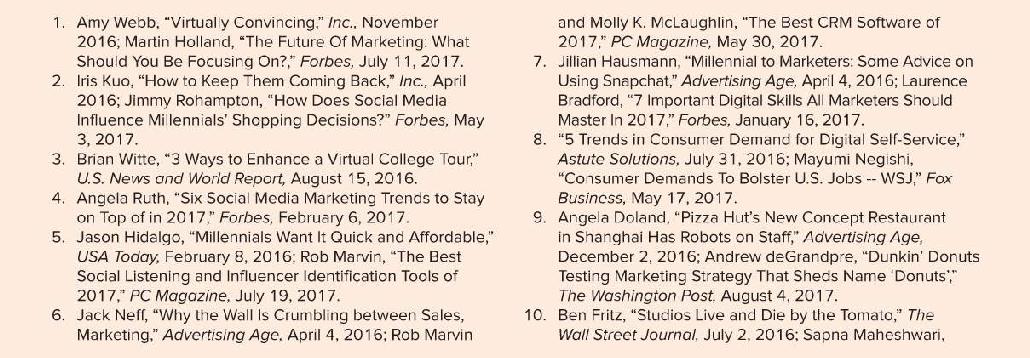 1. Amy Webb, “Virtually Convincing,” Inc., November
2016; Martin Holland, “The Future Of Marketing: What
Should You Be Focusing On?,” Forbes, July 11, 2017.
2. Iris Kuo, “How to Keep Them Coming Back,” Inc., April
2016; Jimmy Rohampton, “How Does Social Media
Influence Millennials’ Shopping Decisions?” Forbes, May
3, 2017.
3. Brian Witte, “3 Ways to Enhance a Virtual College Tour,”
U.S. News and World Report, August 15, 2016.
4. Angela Ruth, “Six Social Media Marketing Trends to Stay
on Top of in 2017,” Forbes, February 6, 2017.
5. Jason Hidalgo, “Millennials Want It Quick and Affordable,”
USA Today, February 8, 2016; Rob Marvin, “The Best
Social Listening and Influencer Identification Tools of
2017,” PC Magazine, July 19, 2017.
6. Jack Neff, “Why the Wall Is Crumbling between Sales,
Marketing,” Advertising Age, April 4, 2016; Rob Marvin
and Molly K. McLaughlin, “The Best CRM Software of
2017,” PC Magazine, May 30, 2017.
7. Jillian Hausmann, “Millennial to Marketers: Some Advice on
Using Snapchat,” Advertising Age, April 4, 2016; Laurence
Bradford, “7 Important Digital Skills All Marketers Should
Master In 2017,” Forbes, January 16, 2017.
8. “5 Trends in Consumer Demand for Digital Self-Service,”
Astute Solutions, July 31, 2016; Mayumi Negishi,
“Consumer Demands To Bolster U.S. Jobs -- WSJ,” Fox
Business, May 17, 2017.
9. Angela Doland, “Pizza Hut’s New Concept Restaurant
in Shanghai Has Robots on Staff,” Advertising Age,
December 2, 2016; Andrew deGrandpre, “Dunkin’ Donuts
Testing Marketing Strategy That Sheds Name ‘Donuts’,”
The Washington Post. August 4, 2017.
10. Ben Fritz, “Studios Live and Die by the Tomato,” The
Wall Street Journal, July 2, 2016; Sapna Maheshwari,